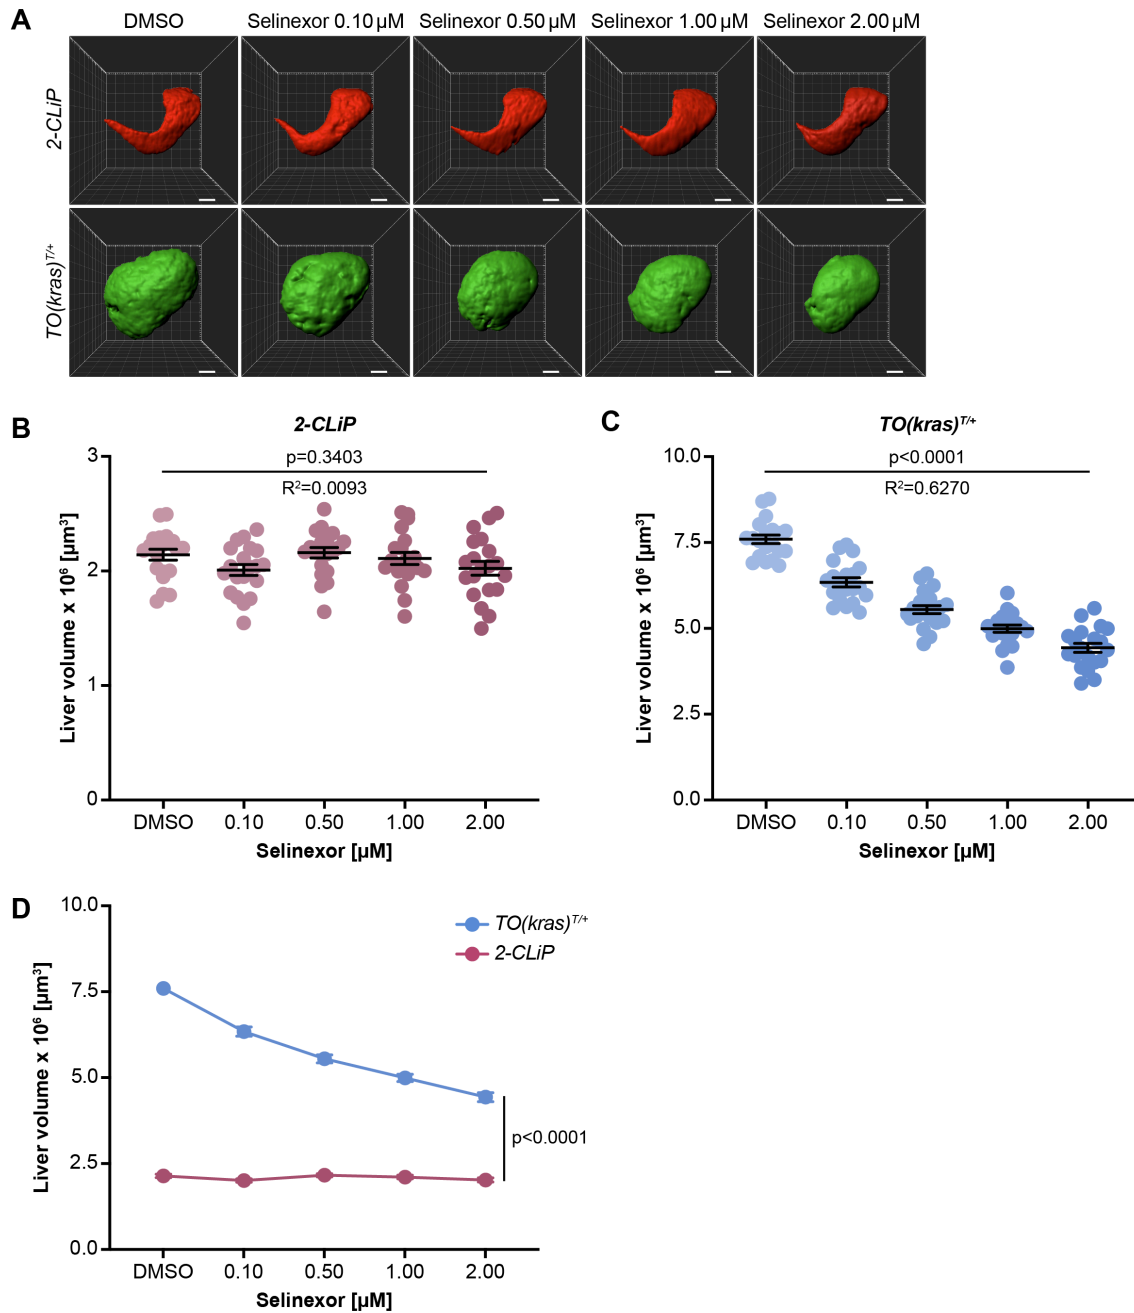 A
DMSO
Selinexor 0.10 µM
Selinexor 0.50 µM
Selinexor 1.00 µM
Selinexor 2.00 µM
2-CLiP
TO(kras)ᵀ/⁺
B
2-CLiP
p=0.3403
R²=0.0093
3
2
1
0
Liver volume x 10⁶ [µm³]
DMSO
0.10
0.50
1.00
2.00
Selinexor [µM]
C
TO(kras)ᵀ/⁺
p<0.0001
R²=0.6270
10.0
7.5
5.0
2.5
0.0
Liver volume x 10⁶ [µm³]
DMSO
0.10
0.50
1.00
2.00
Selinexor [µM]
D
TO(kras)ᵀ/⁺
2-CLiP
10.0
7.5
5.0
2.5
0.0
Liver volume x 10⁶ [µm³]
p<0.0001
DMSO
0.10
0.50
1.00
2.00
Selinexor [µM]